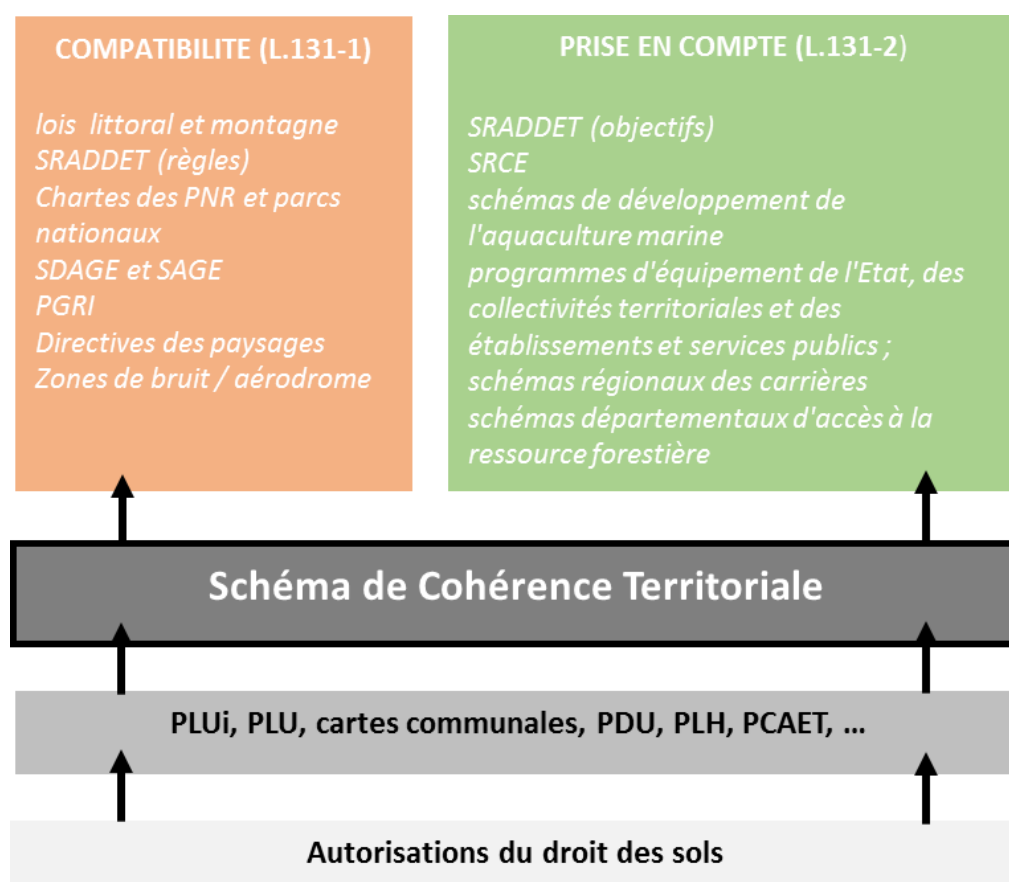 COMPATIBILITE (L.131-1)
lois littoral et montagne
SRADDET (règles)
Chartes des PNR et parcs
nationaux
SDAGE et SAGE
PGRI
Directives des paysages
Zones de bruit / aérodrome
PRISE EN COMPTE (L.131-2)
SRADDET (objectifs)
SRCE
schémas de développement de
l'aquaculture marine
programmes d'équipement de l'Etat, des
collectivités territoriales et des
établissements et services publics ;
schémas régionaux des carrières
schémas départementaux d'accès à la
ressource forestière
Schéma de Cohérence Territoriale
PLUi, PLU, cartes communales, PDU, PLH, PCAET, ...
Autorisations du droit des sols